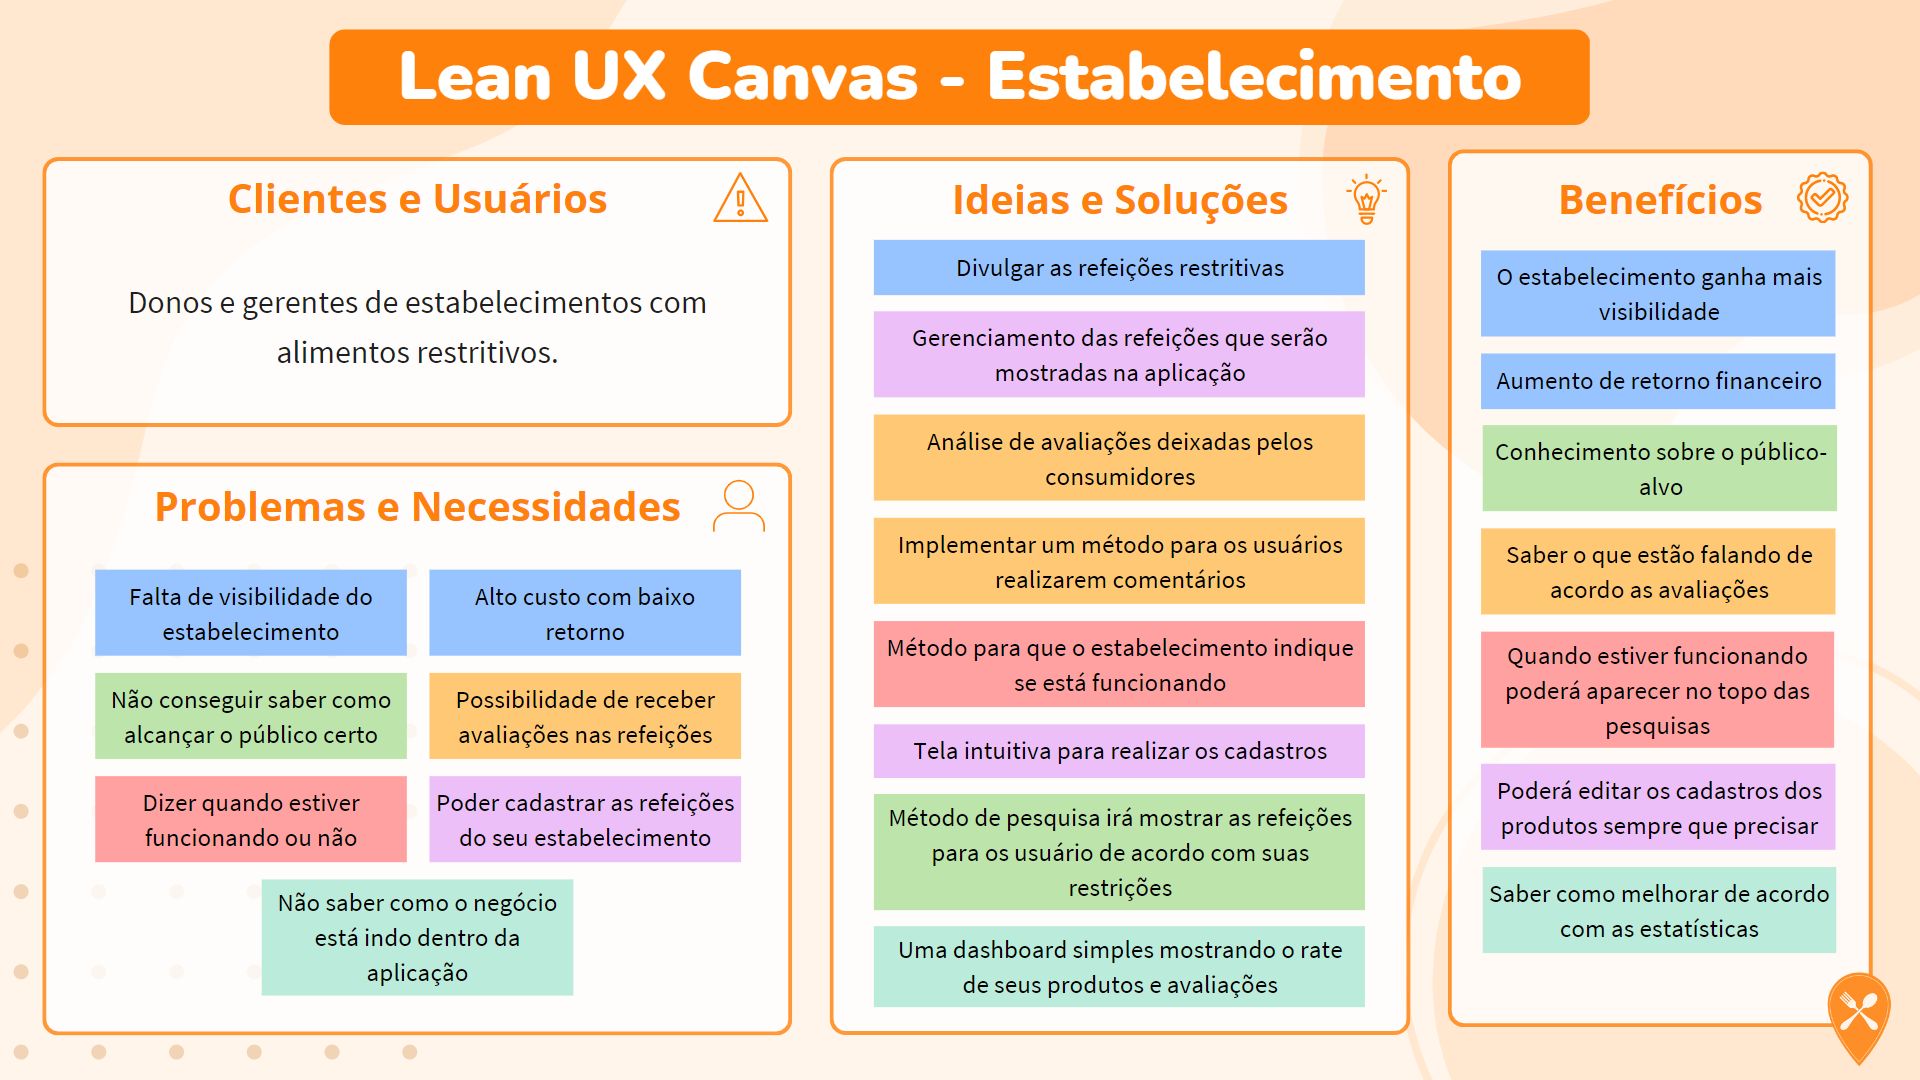 Lean UX Canvas - Estabelecimento
Clientes e Usuários
Donos e gerentes de estabelecimentos com
alimentos restritivos.
Problemas e Necessidades
Falta de visibilidade do
estabelecimento
Alto custo com baixo
retorno
Não conseguir saber como
alcançar o público certo
Possibilidade de receber
avaliações nas refeições
Dizer quando estiver
funcionando ou não
Poder cadastrar as refeições
do seu estabelecimento
Não saber como o negócio
está indo dentro da
aplicação
Ideias e Soluções
Divulgar as refeições restritivas
Gerenciamento das refeições que serão
mostradas na aplicação
Análise de avaliações deixadas pelos
consumidores
Implementar um método para os usuários
realizarem comentários
Método para que o estabelecimento indique
se está funcionando
Tela intuitiva para realizar os cadastros
Método de pesquisa irá mostrar as refeições
para os usuário de acordo com suas
restrições
Uma dashboard simples mostrando o rate
de seus produtos e avaliações
Benefícios
O estabelecimento ganha mais
visibilidade
Aumento de retorno financeiro
Conhecimento sobre o público-
alvo
Saber o que estão falando de
acordo as avaliações
Quando estiver funcionando
poderá aparecer no topo das
pesquisas
Poderá editar os cadastros dos
produtos sempre que precisar
Saber como melhorar de acordo
com as estatísticas